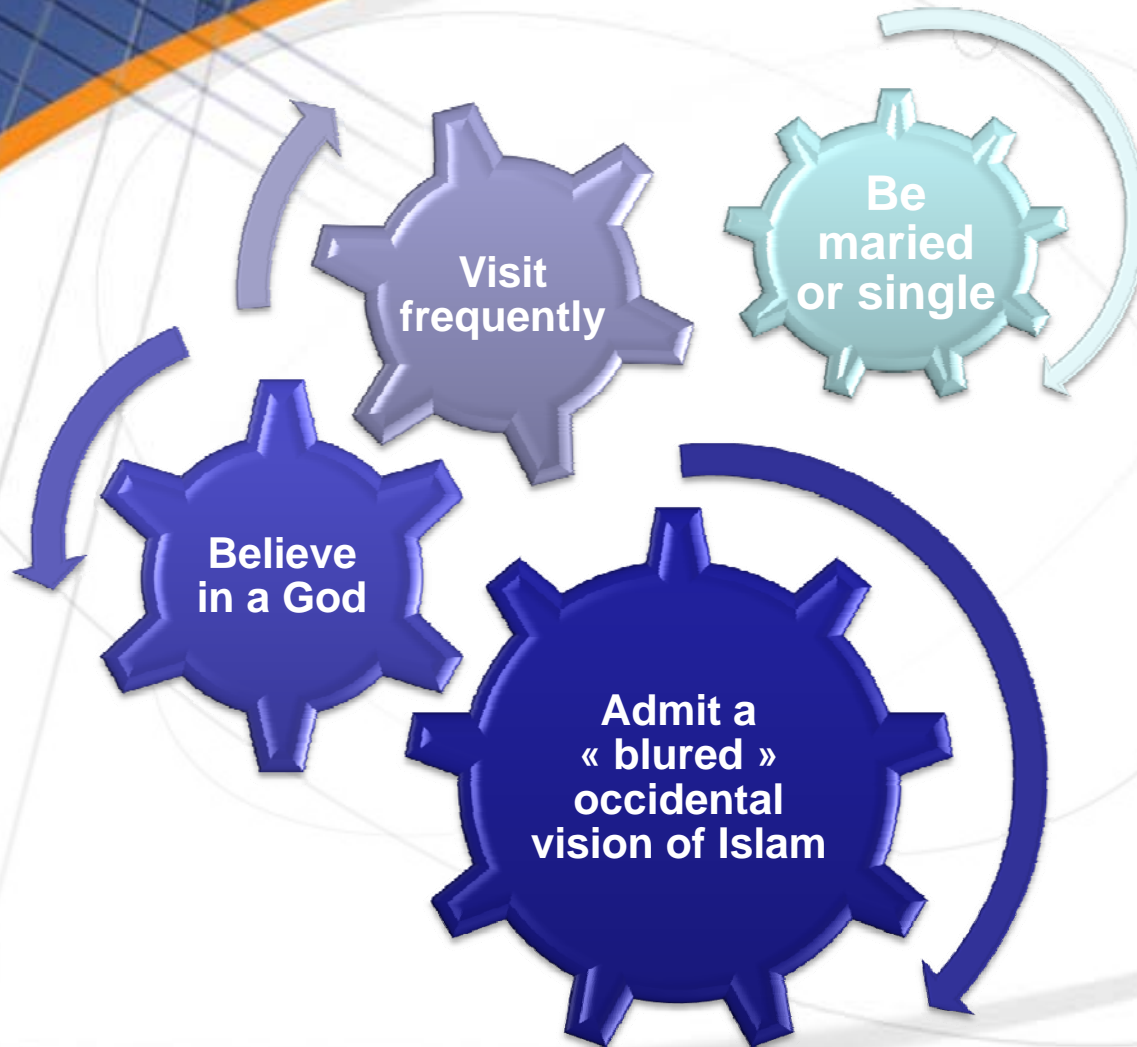 Be
maried
or single
Visit
frequently
Believe
in a God
Admit a
« blured »
occidental
vision of Islam